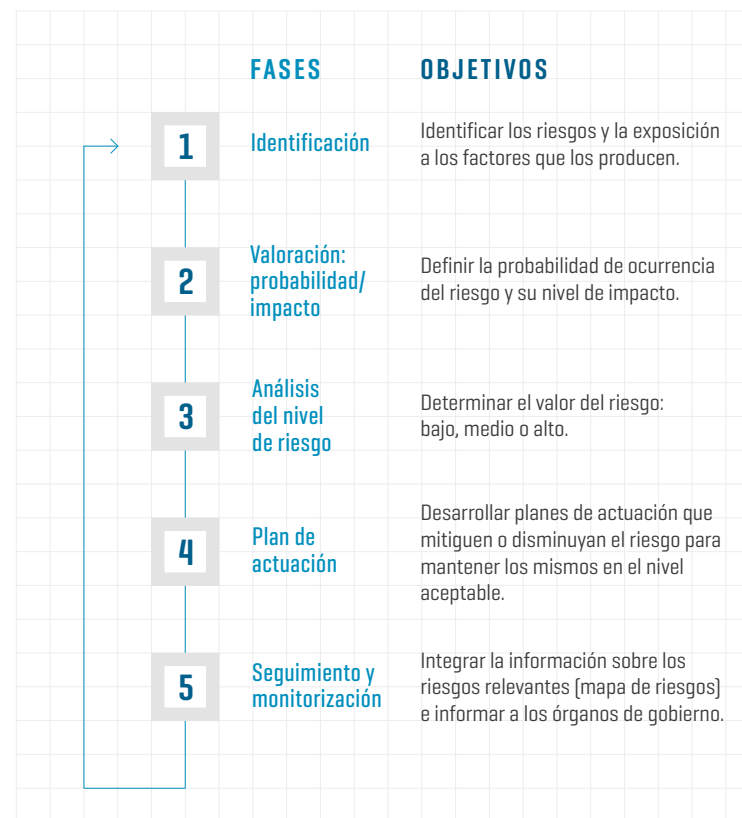 FASES
OBJETIVOS
1
Identificación
Identificar los riesgos y la exposición
a los factores que los producen.
2
Valoración:
probabilidad/
impacto
Definir la probabilidad de ocurrencia
del riesgo y su nivel de impacto.
3
Análisis
del nivel
de riesgo
Determinar el valor del riesgo:
bajo, medio o alto.
4
Plan de
actuación
Desarrollar planes de actuación que
mitiguen o disminuyan el riesgo para
mantener los mismos en el nivel
aceptable.
5
Seguimiento y
monitorización
Integrar la información sobre los
riesgos relevantes (mapa de riesgos)
e informar a los órganos de gobierno.